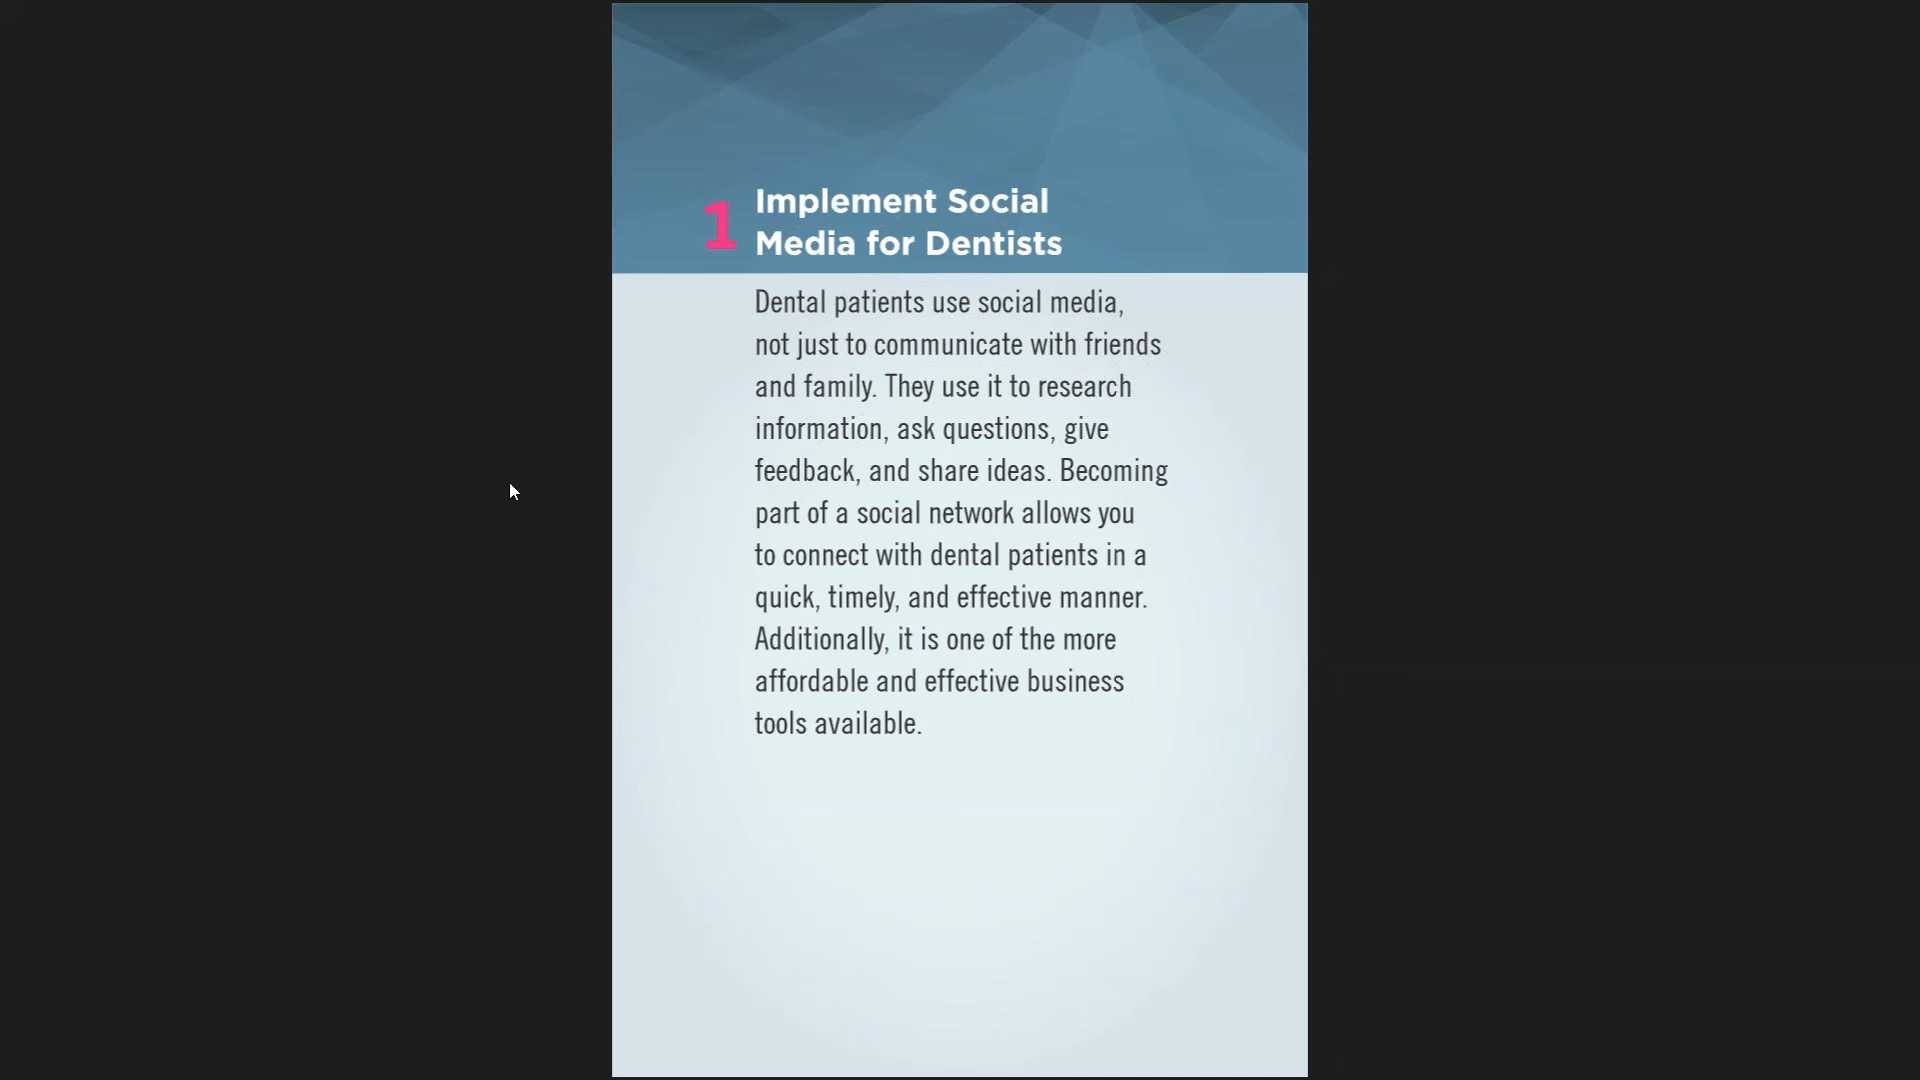 1 Implement Social
Media for Dentists
Dental patients use social media,
not just to communicate with friends
and family. They use it to research
information, ask questions, give
feedback, and share ideas. Becoming
part of a social network allows you
to connect with dental patients in a
quick, timely, and effective manner.
Additionally, it is one of the more
affordable and effective business
tools available.